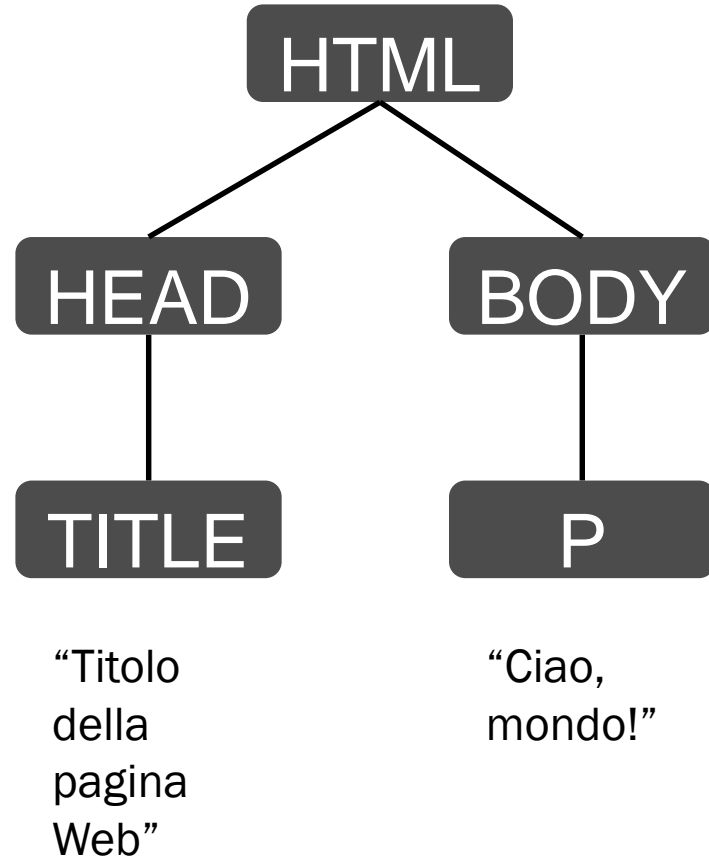 HTML
HEAD
BODY
TITLE
P
“Titolo
della
pagina
Web”
“Ciao,
mondo!”